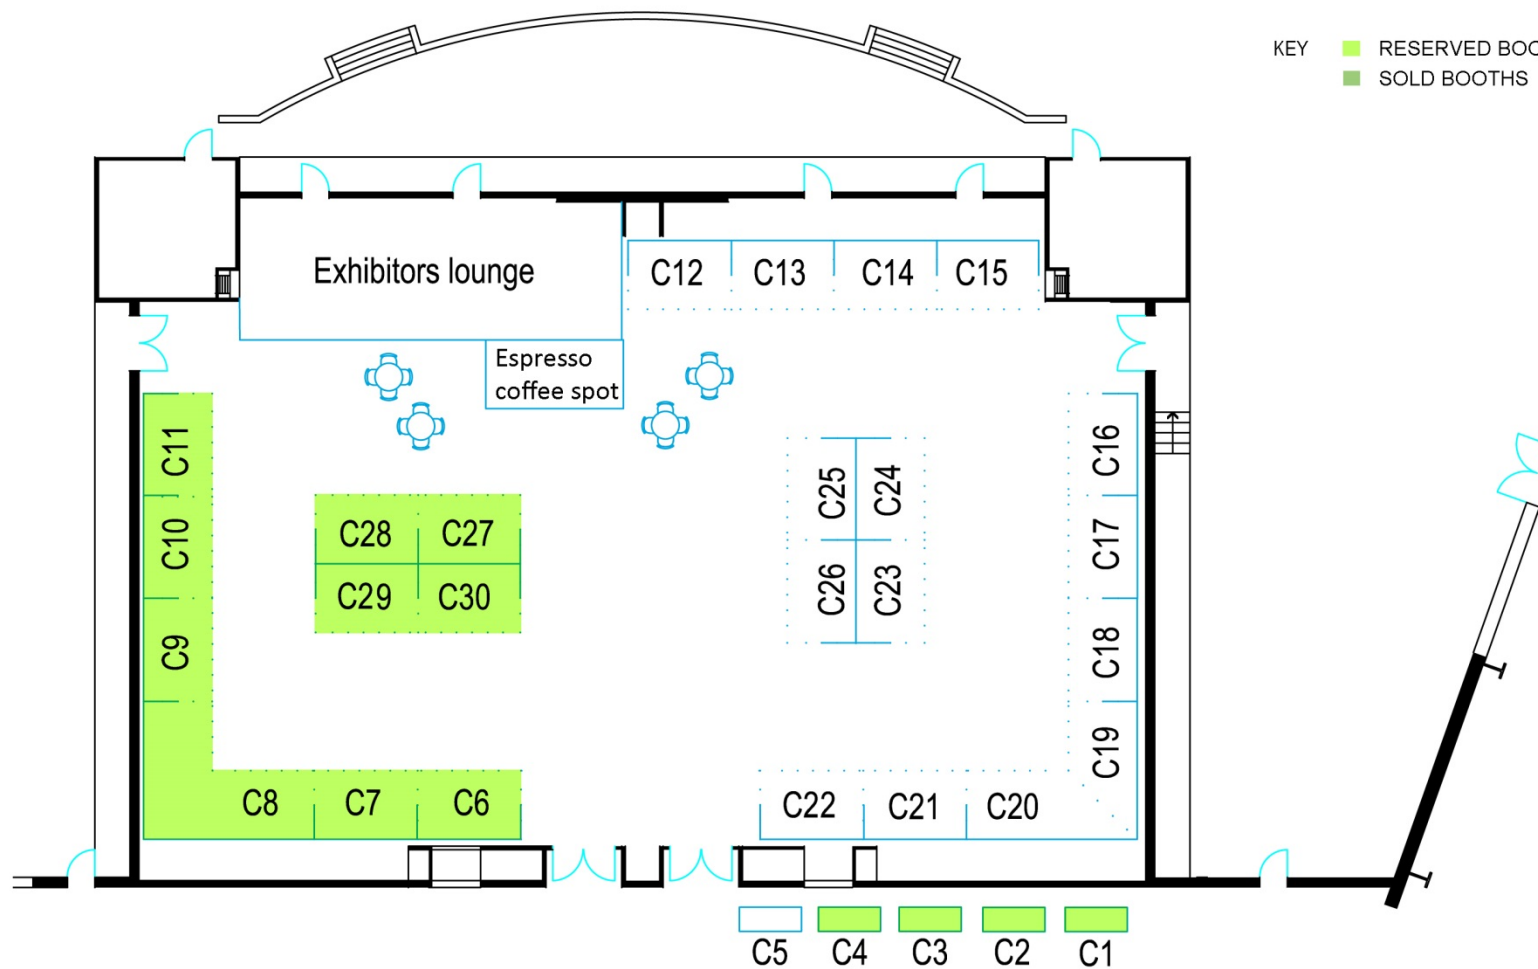 KEY RESERVED BOO
SOLD BOOTHS
Exhibitors lounge
C12 C13 C14 C15
Espresso
coffee spot
C11
C10
C9
C28 C27
C29 C30
C25 C24
C26 C23
C16
C17
C18
C19
C8 C7 C6
C22 C21 C20
C5 C4 C3 C2 C1